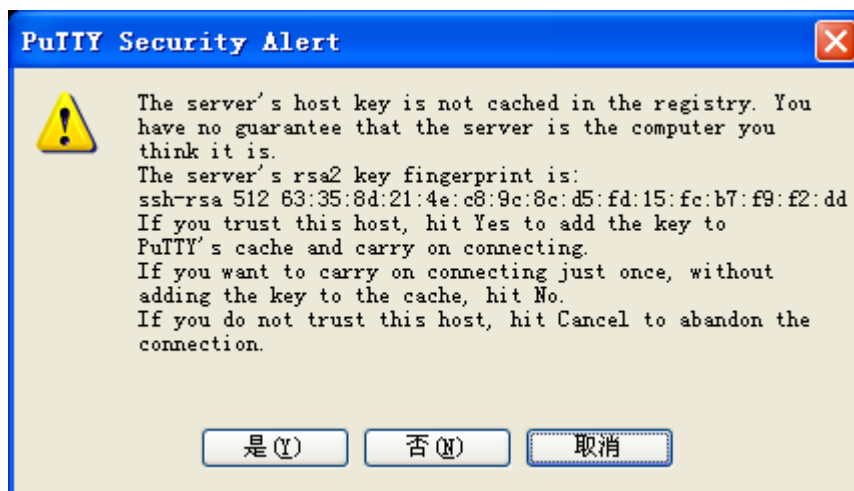 PuTTY Security Alert
The server's host key is not cached in the registry. You
have no guarantee that the server is the computer you
think it is.
The server's rsa2 key fingerprint is:
ssh-rsa 512 63:35:8d:21:4e:c8:9c:8c:d5:fd:15:fc:b7:f9:f2:dd
If you trust this host, hit Yes to add the key to
PuTTY's cache and carry on connecting.
If you want to carry on connecting just once, without
adding the key to the cache, hit No.
If you do not trust this host, hit Cancel to abandon the
connection.
是(Y) 否(N) 取消